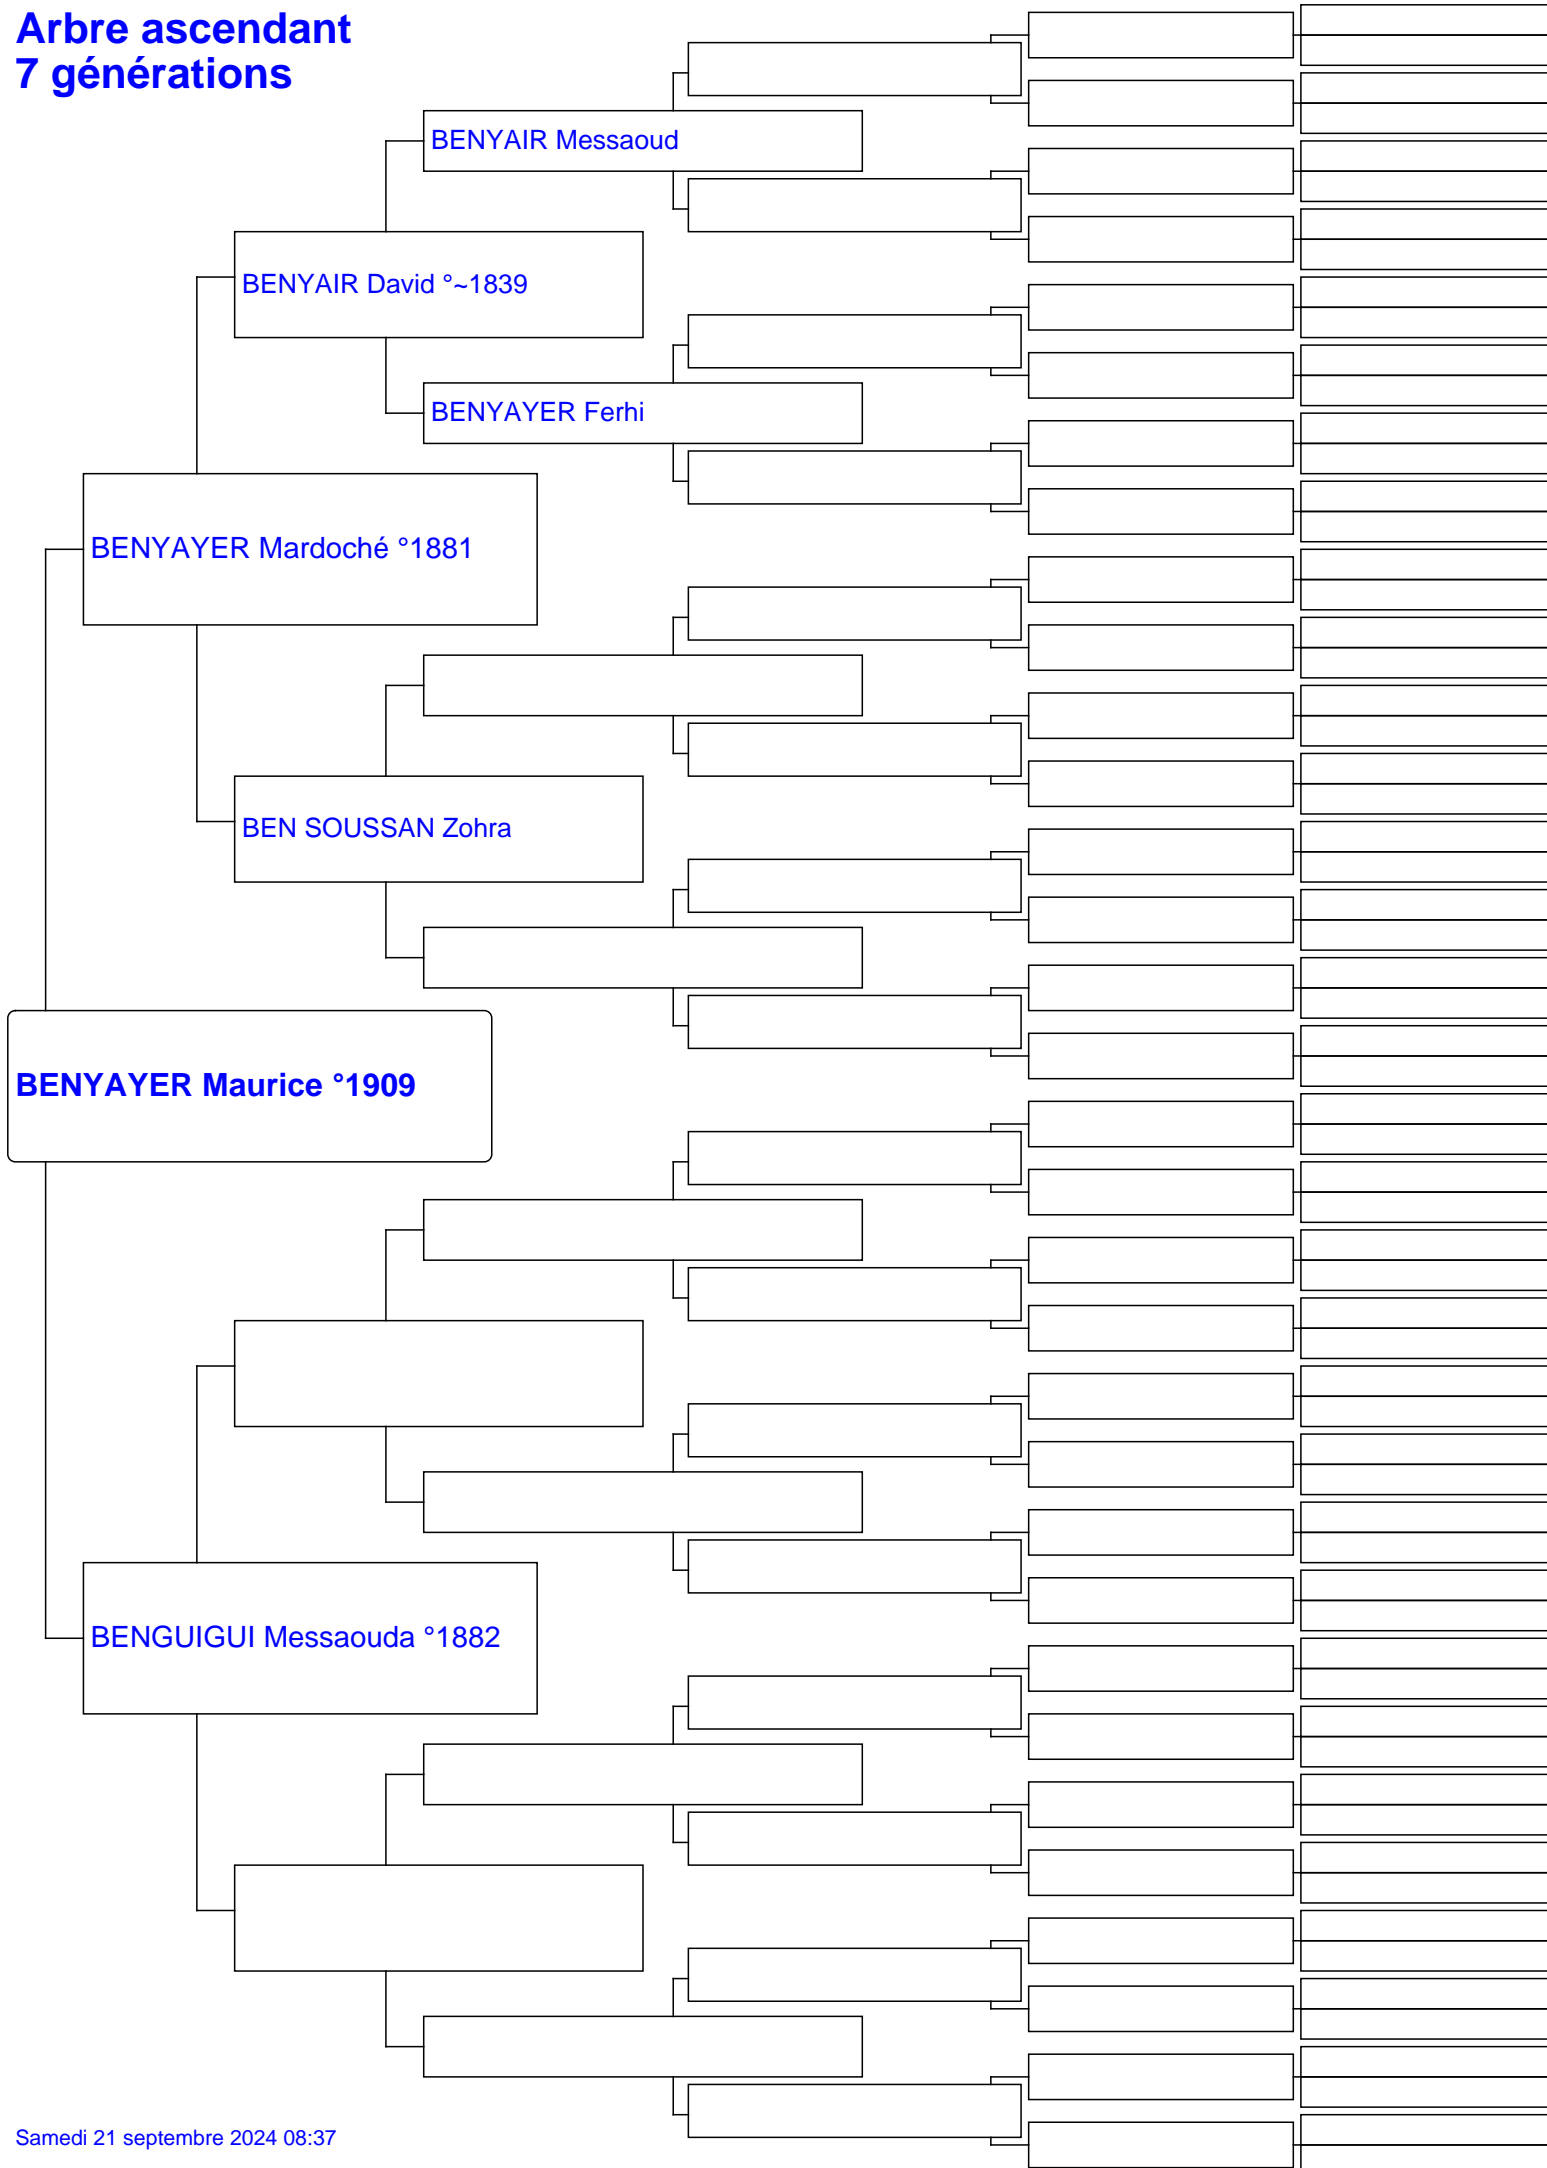 Arbre ascendant
7 générations
BENYAIR Messaoud
BENYAIR David °~1839
BENYAYER Ferhi
BENYAYER Mardoché °1881
BEN SOUSSAN Zohra
BENYAYER Maurice °1909
BENGUIGUI Messaouda °1882
Samedi 21 septembre 2024 08:37